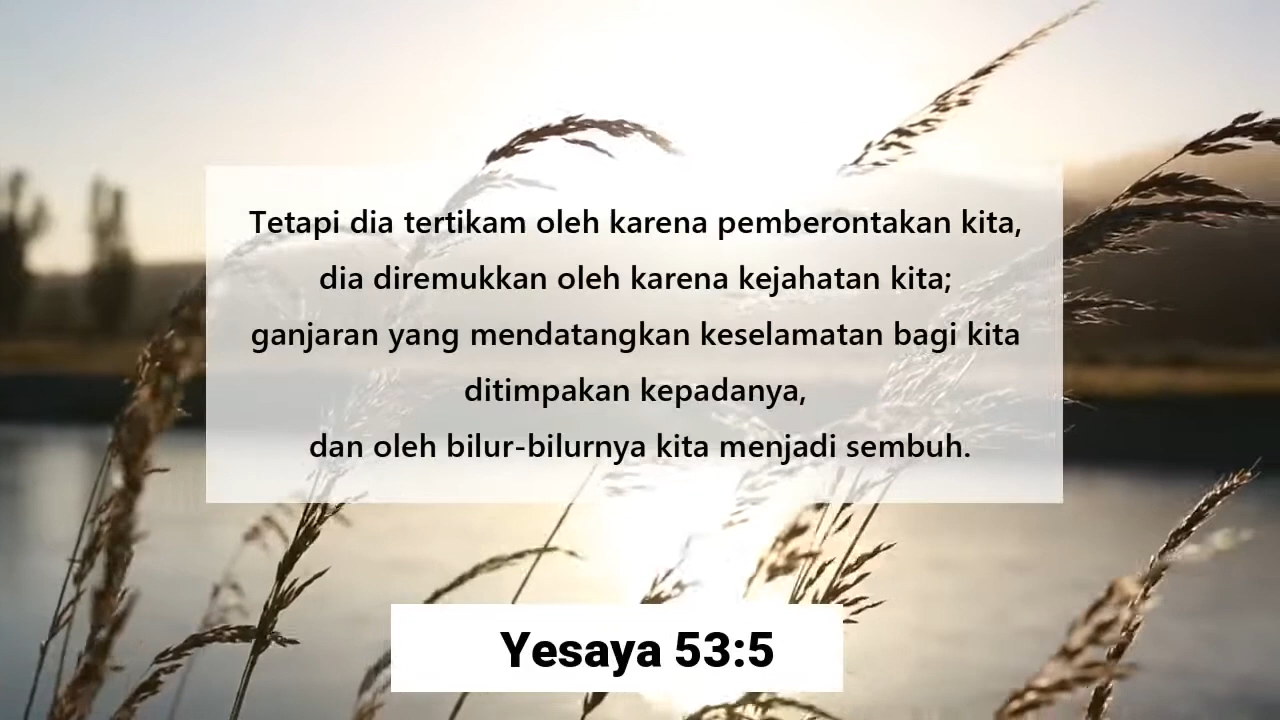 Tetapi dia tertikam oleh karena pemberontakan kita,
dia diremukkan oleh karena kejahatan kita;
ganjaran yang mendatangkan keselamatan bagi kita
ditimpakan kepadanya,
dan oleh bilur-bilurnya kita menjadi sembuh.
Yesaya 53:5